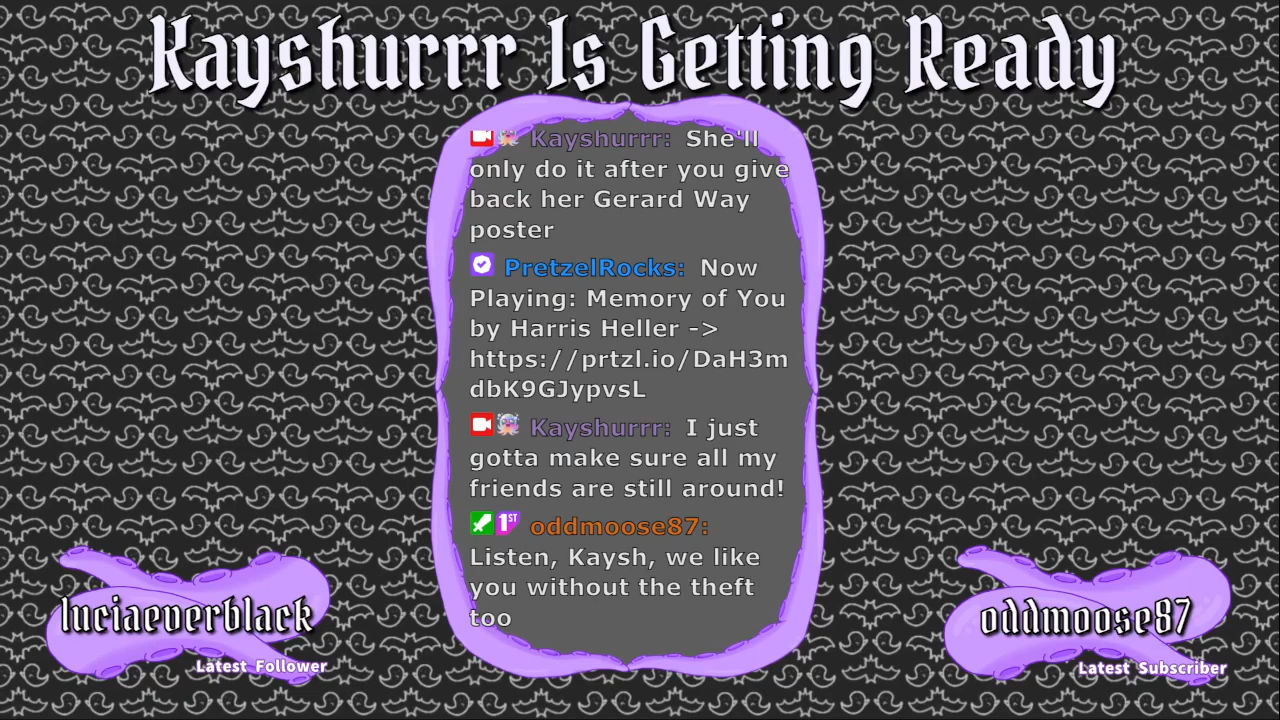 Kayshurrr Is Getting Ready
Kayshurrr: She'll
only do it after you give
back her Gerard Way
poster
PretzelRocks: Now
Playing: Memory of You
by Harris Heller ->
https://prtzl.io/DaH3m
dbK9GJypvsL
Kayshurrr: I just
gotta make sure all my
friends are still around!
1ST oddmoose87:
Listen, Kaysh, we like
you without the theft
too
luciaeverblack
Latest Follower
oddmoose87
Latest Subscriber